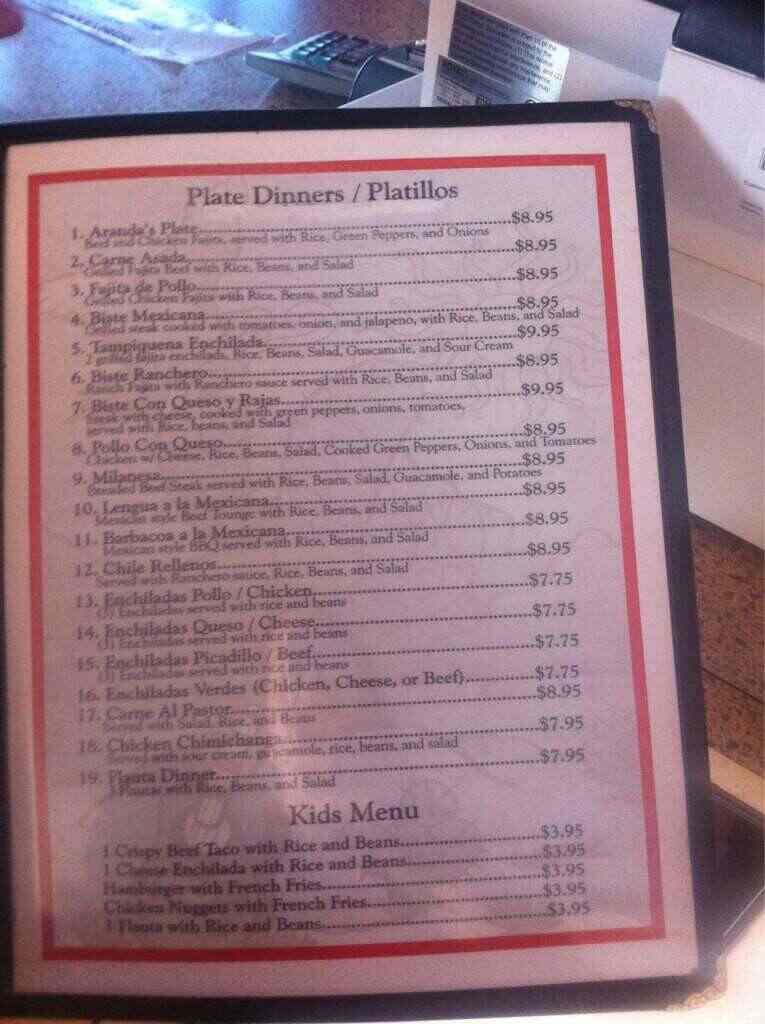 Plate Dinners / Platillos
1. Aranda's Plate..........$8.95
Beef and Chicken Fajita, served with Rice, Green Peppers, and Onions
2. Carne Asada..........$8.95
Grilled Fajita Beef with Rice, Beans, and Salad
3. Fajita de Pollo..........$8.95
Grilled Chicken Fajita with Rice, Beans, and Salad
4. Biste Mexicana..........$8.95
Grilled steak cooked with tomatoes, onion, and jalapeno, with Rice, Beans, and Salad
5. Tampiquena Enchilada..........$9.95
2 grilled fajita enchilada, Rice, Beans, Salad, Guacamole, and Sour Cream
6. Biste Ranchero..........$8.95
Ranch Fajita with Ranchero sauce served with Rice, Beans, and Salad
7. Biste Con Queso y Rajas..........$9.95
Steak with cheese, cooked with green peppers, onions, tomatoes,
served with Rice, beans, and Salad
8. Pollo Con Queso..........$8.95
Chicken w/ Cheese, Rice, Beans, Salad, Cooked Green Peppers, Onions, and Tomatoes
9. Milanesa..........$8.95
Breaded Beef Steak served with Rice, Beans, Salad, Guacamole, and Potatoes
10. Lengua a la Mexicana..........$8.95
Mexican style Beef Tounge with Rice, Beans, and Salad
11. Barbacoa a la Mexicana..........$8.95
Mexican style BBQ served with Rice, Beans, and Salad
12. Chile Rellenos..........$8.95
Served with Ranchero sauce, Rice, Beans, and Salad
13. Enchiladas Pollo / Chicken..........$7.75
(3) Enchiladas served with rice and beans
14. Enchiladas Queso / Cheese..........$7.75
(3) Enchiladas served with rice and beans
15. Enchiladas Picadillo / Beef..........$7.75
(3) Enchiladas served with rice and beans
16. Enchiladas Verdes (Chicken, Cheese, or Beef)..........$7.75
17. Carne Al Pastor..........$8.95
Served with Salad, Rice, and Beans
18. Chicken Chimichanga..........$7.95
Served with sour cream, guacamole, rice, beans, and salad
19. Flauta Dinner..........$7.95
3 Flautas with Rice, Beans, and Salad
Kids Menu
1 Crispy Beef Taco with Rice and Beans..........$3.95
1 Cheese Enchilada with Rice and Beans..........$3.95
Hamburger with French Fries..........$3.95
Chicken Nuggets with French Fries..........$3.95
Flauta with Rice and Beans..........$3.95